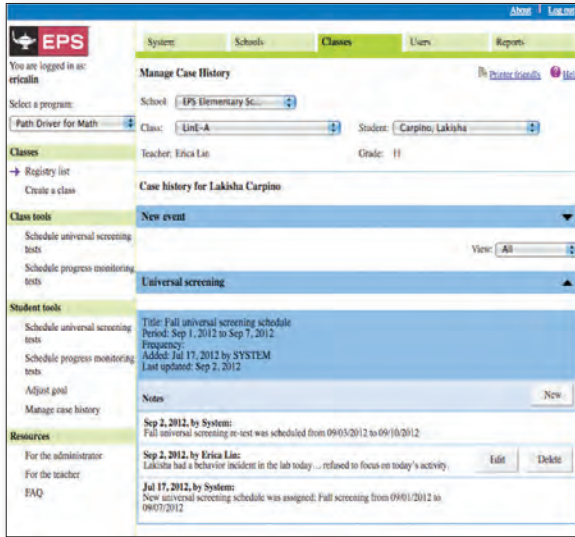 About | Log out
EPS
System Schools Classes Users Reports
You are logged in as:
ericalin
Manage Case History
Printer friendly Hel
Select a program:
Path Driver for Math
School: EPS Elementary Sc...
Class: LinE-A Student: Carpino, Lakisha
Teacher: Erica Lin Grade: 11
Classes
Registry list
Create a class
Case history for Lakisha Carpino
Class tools
New event
Schedule universal screening
tests
View: All
Schedule progress monitoring
tests
Universal screening
Student tools
Schedule universal screening
tests
Schedule progress monitoring
tests
Adjust goal
Manage case history
Title: Fall universal screening schedule
Period: Sep 1, 2012 to Sep 7, 2012
Frequency:
Added: Jul 17, 2012 by SYSTEM
Last updated: Sep 2, 2012
Notes New
Resources
For the administrator
For the teacher
FAQ
Sep 2, 2012, by System:
Fall universal screening re-test was scheduled from 09/03/2012 to 09/10/2012
Sep 2, 2012, by Erica Lin:
Lakisha had a behavior incident in the lab today ... refused to focus on today's activity.
Edit Delete
Jul 17, 2012, by System:
New universal screening schedule was assigned: Fall screening from 09/01/2012 to
09/07/2012